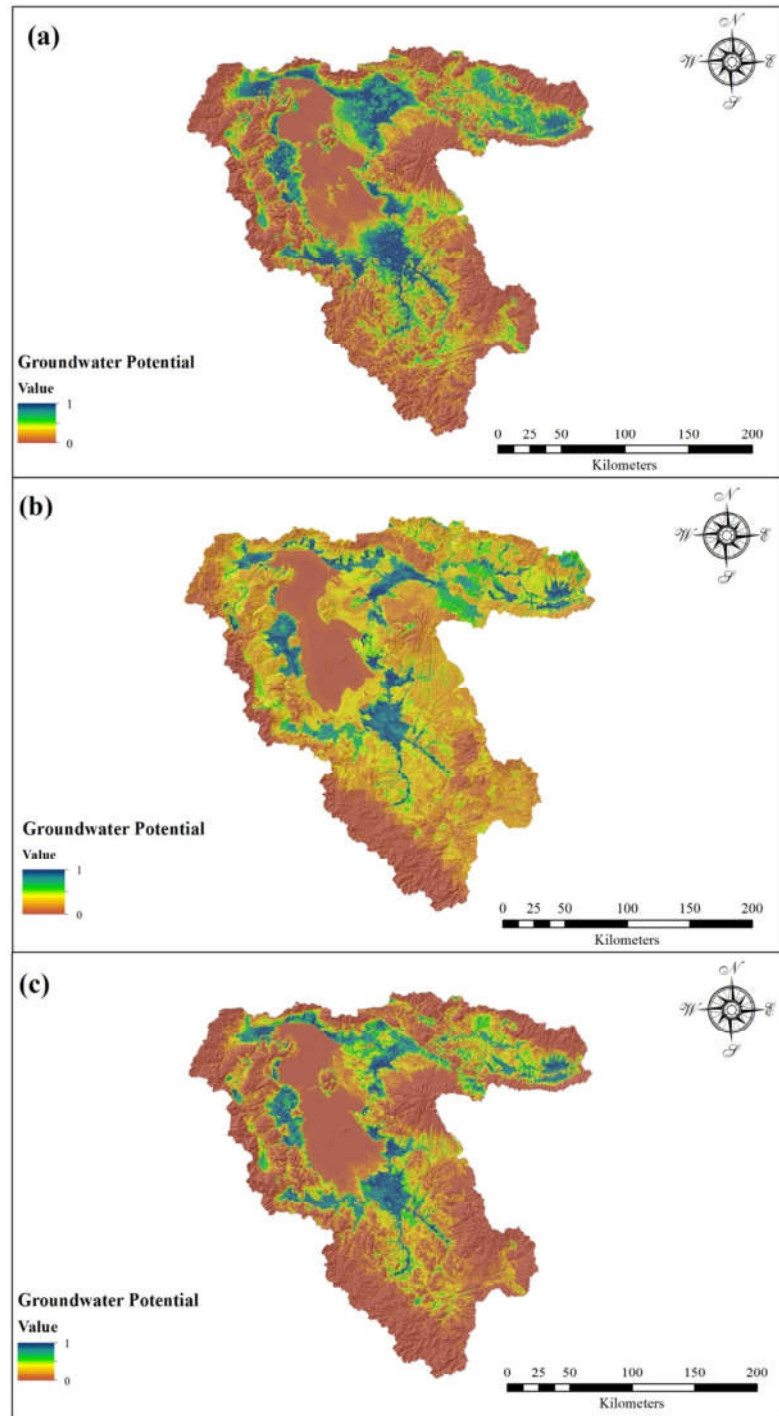 (a)
N
W E
S
Groundwater Potential
Value
1
0
0 25 50 100 150 200
Kilometers
(b)
N
W E
S
Groundwater Potential
Value
1
0
0 25 50 100 150 200
Kilometers
(c)
N
W E
S
Groundwater Potential
Value
1
0
0 25 50 100 150 200
Kilometers